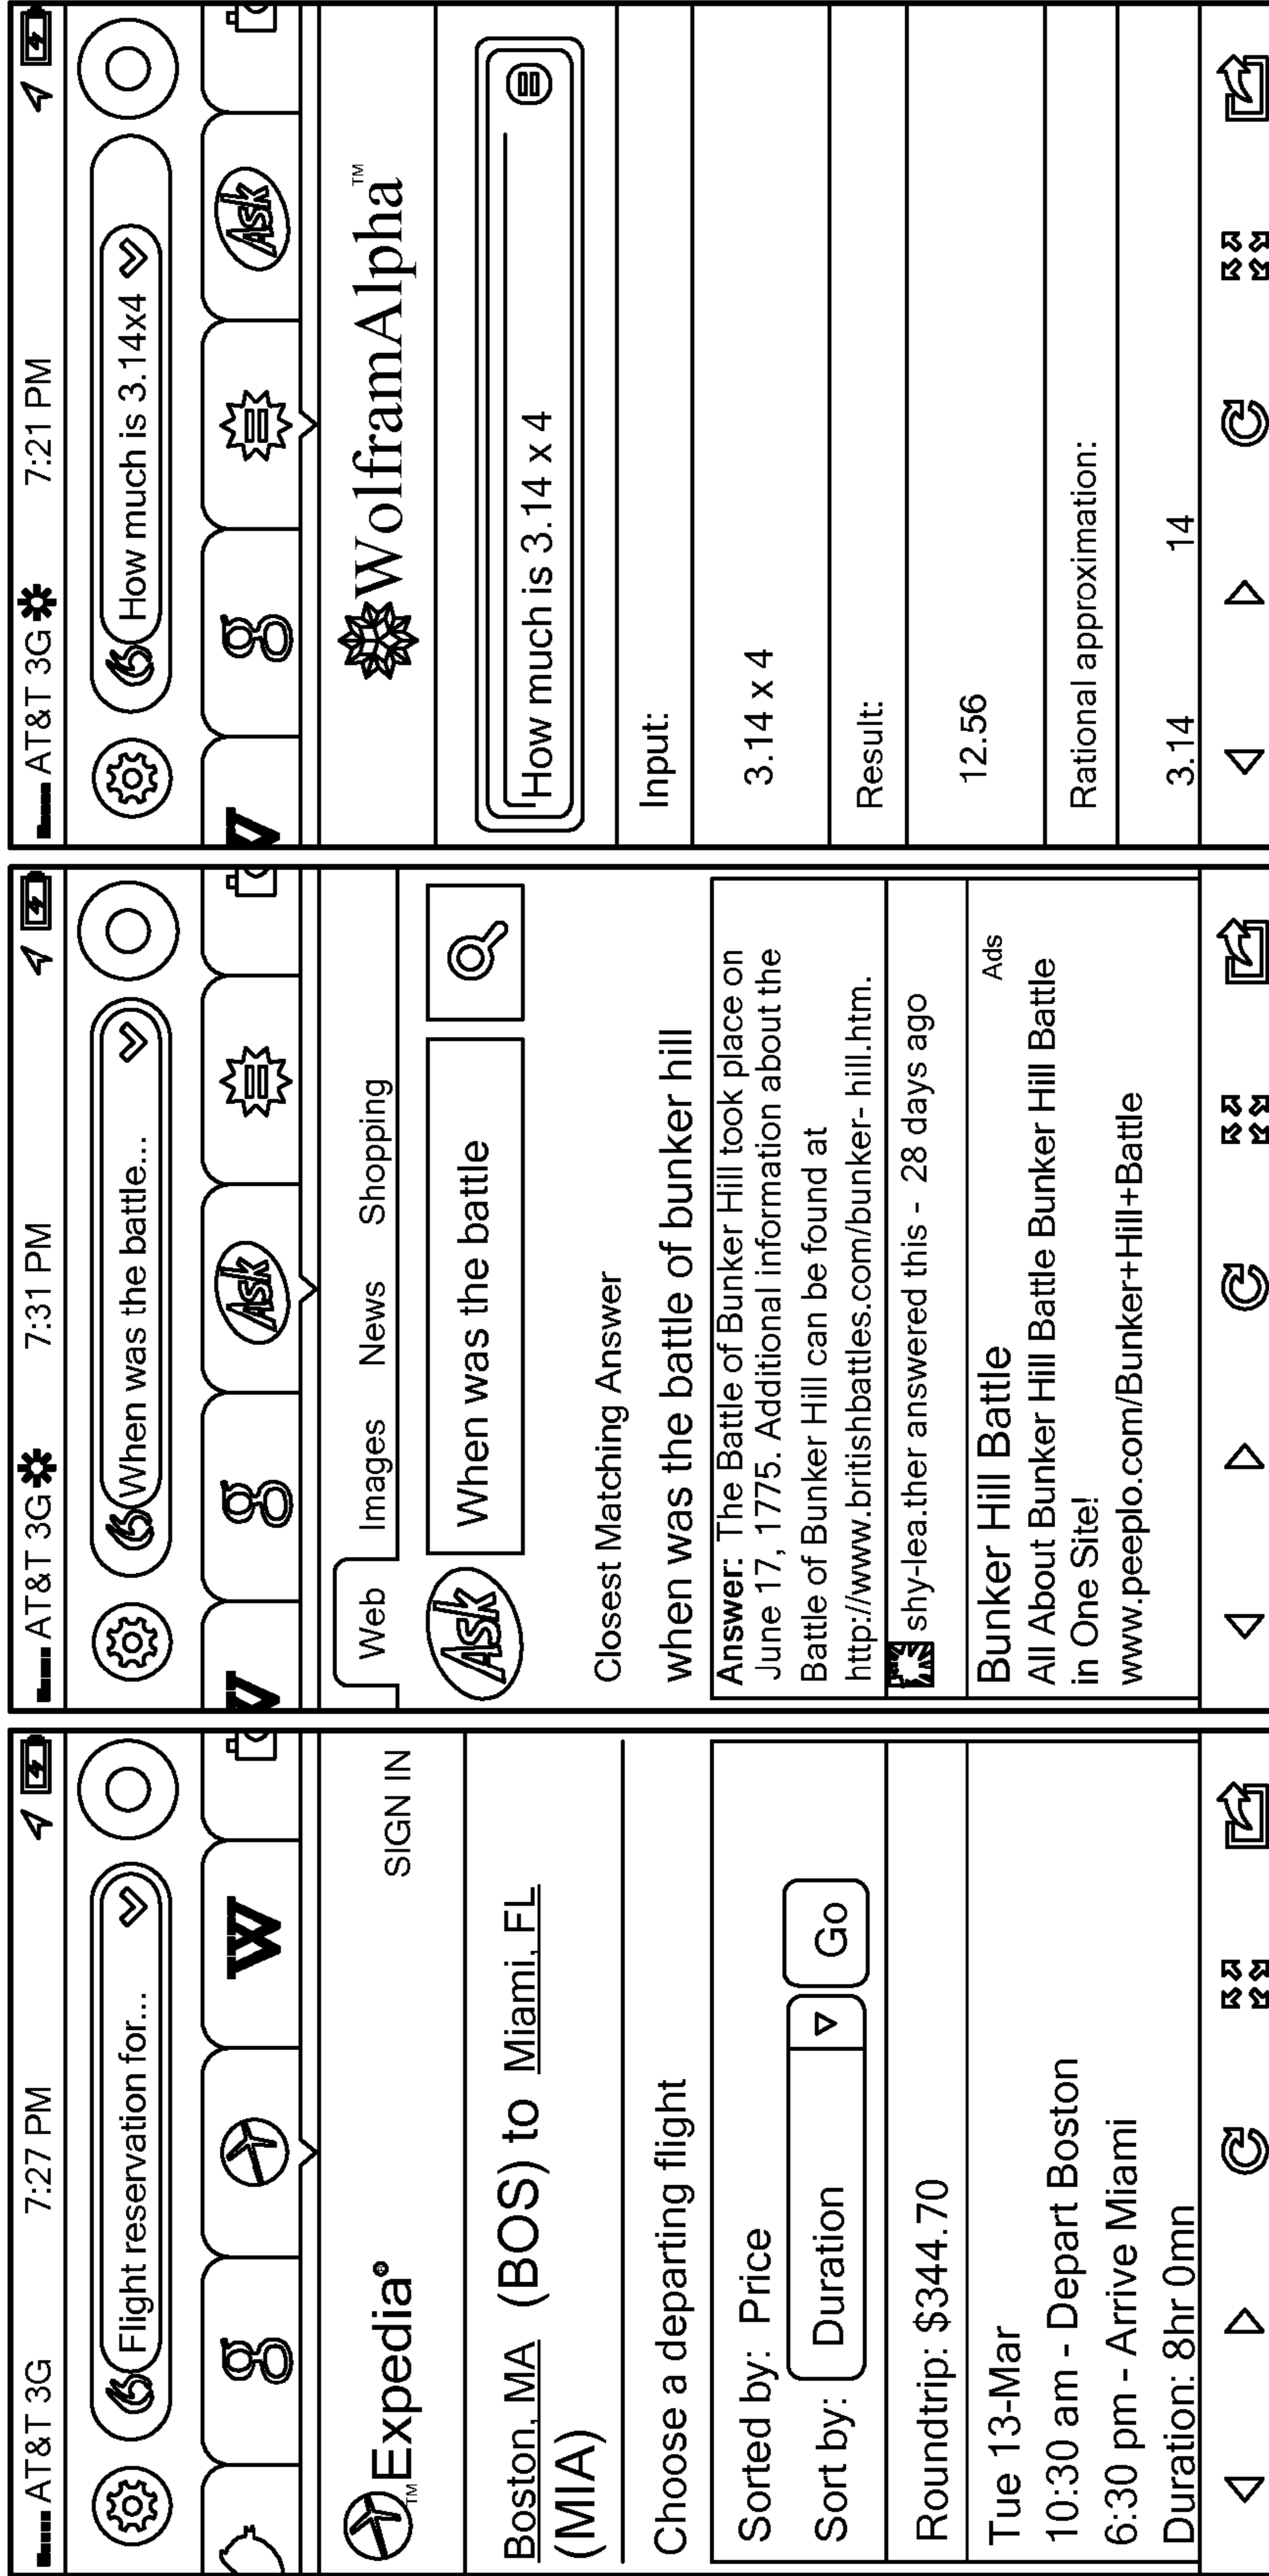 AT&T 3G 7:27 PM
Flight reservation for...
g W
Expedia®
TM
SIGN IN
Boston, MA (BOS) to Miami, FL
(MIA)
Choose a departing flight
Sorted by: Price
Sort by: Duration Go
Roundtrip: $344.70
Tue 13-Mar
10:30 am - Depart Boston
6:30 pm - Arrive Miami
Duration: 8hr 0mn
AT&T 3G 7:31 PM
When was the battle...
W g Ask
Web Images News Shopping
Ask When was the battle
Closest Matching Answer
when was the battle of bunker hill
Answer: The Battle of Bunker Hill took place on
June 17, 1775. Additional information about the
Battle of Bunker Hill can be found at
http://www.britishbattles.com/bunker- hill.htm.
shy-lea.ther answered this - 28 days ago
Bunker Hill Battle Ads
All About Bunker Hill Battle Bunker Hill Battle
in One Site!
www.peeplo.com/Bunker+Hill+Battle
AT&T 3G 7:21 PM
How much is 3.14x4
W g Ask
WolframAlpha™
How much is 3.14 x 4
Input:
3.14 x 4
Result:
12.56
Rational approximation:
3.14 14